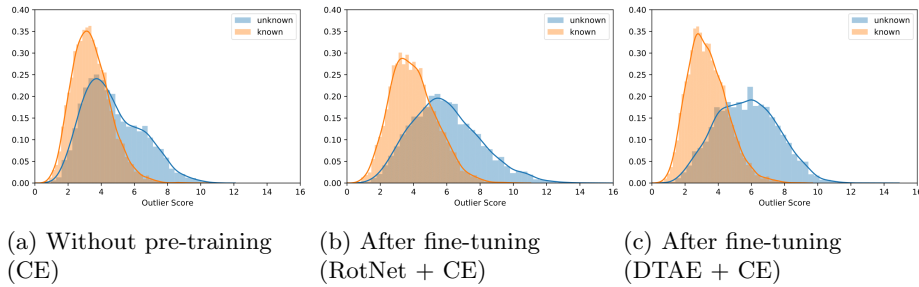 0.40
0.35
0.30
0.25
0.20
0.15
0.10
0.05
0.00
0 2 4 6 8 10 12 14 16
Outlier Score
unknown
known
(a) Without pre-training
(CE)
0.40
0.35
0.30
0.25
0.20
0.15
0.10
0.05
0.00
0 2 4 6 8 10 12 14 16
Outlier Score
unknown
known
(b) After fine-tuning
(RotNet + CE)
0.40
0.35
0.30
0.25
0.20
0.15
0.10
0.05
0.00
0 2 4 6 8 10 12 14 16
Outlier Score
unknown
known
(c) After fine-tuning
(DTAE + CE)